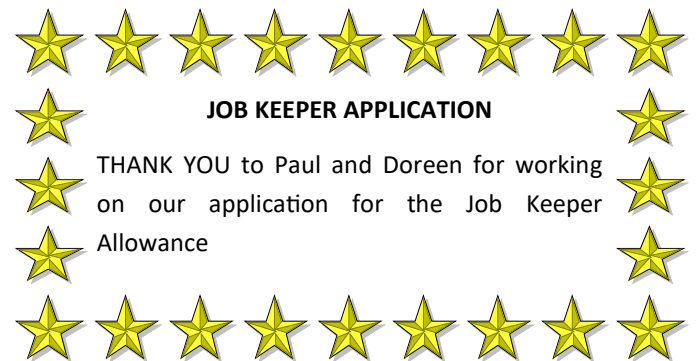 JOB KEEPER APPLICATION
THANK YOU to Paul and Doreen for working
on our application for the Job Keeper
Allowance